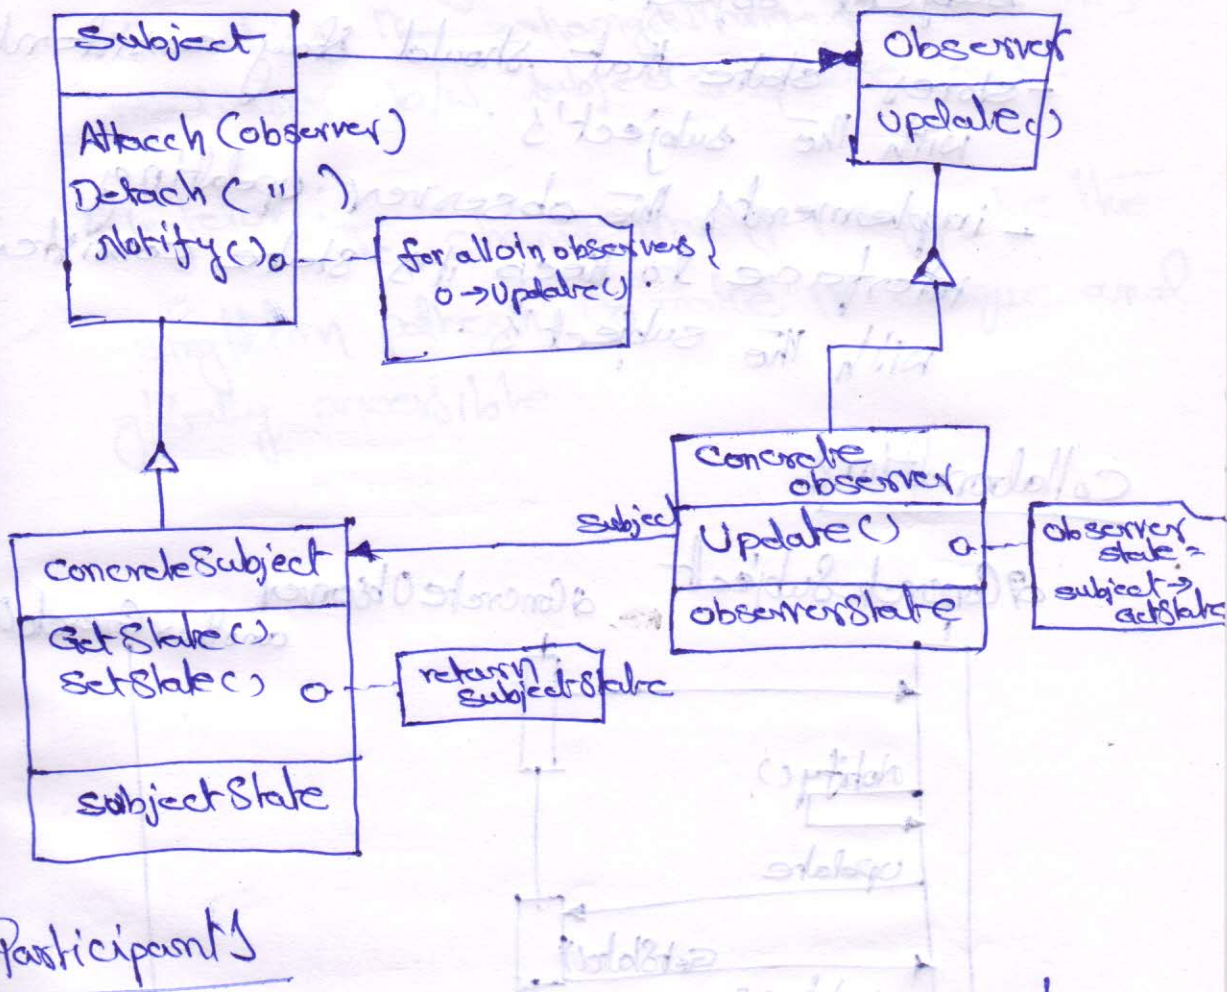 Subject
Observer
Attacch (observer)
Detach ( " )
Notify()
update()
for all o in observers {
o → Update()
Concrete
observer
subject
Update()
observerState
Observer
state =
subject →
GetState
ConcreteSubject
GetState()
SetState()
return
subjectState
subjectState
Participants